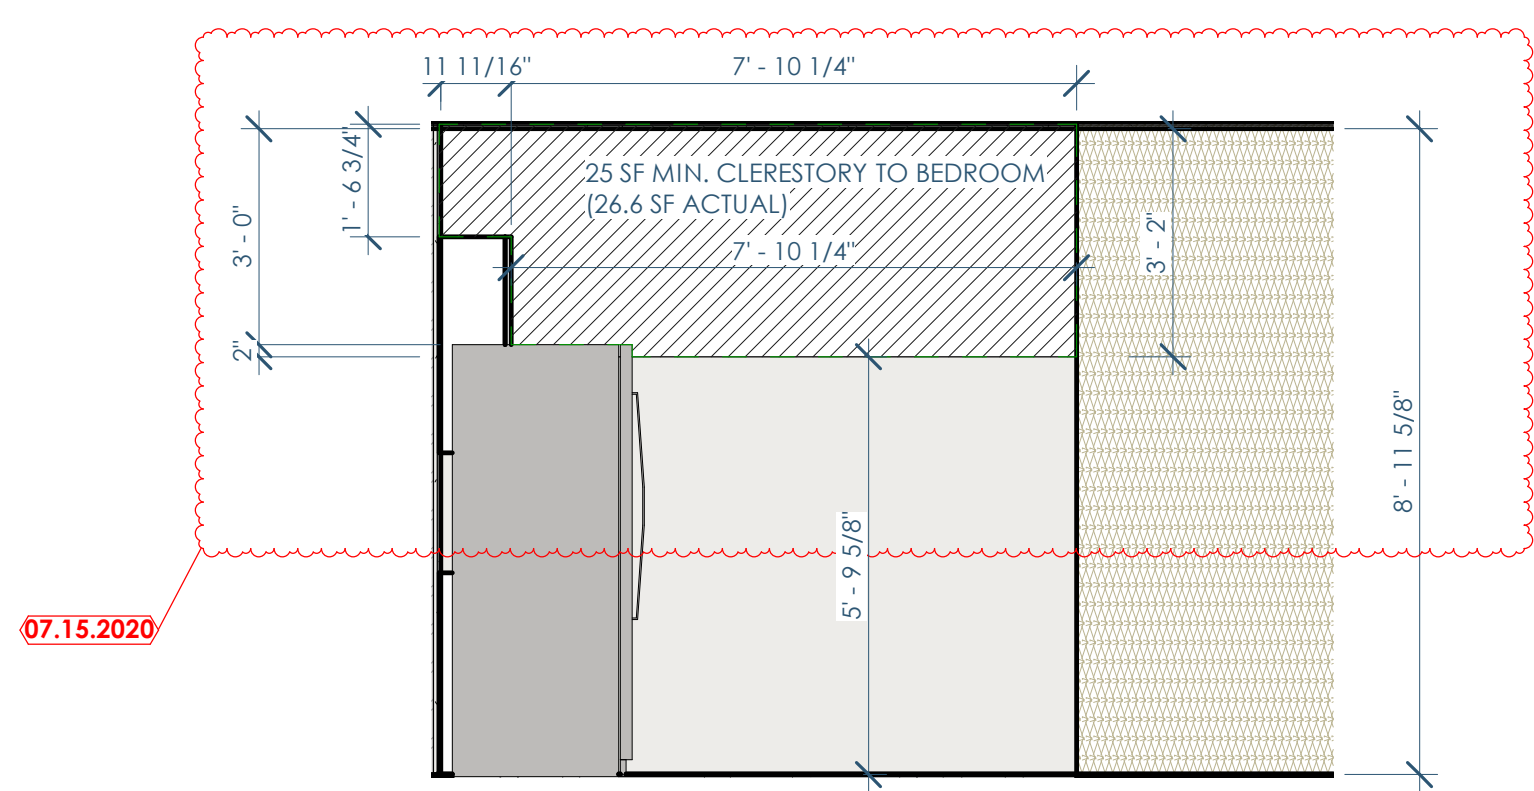 11 11/16"
7' - 10 1/4"
1' - 6 3/4"
3' - 0"
2"
25 SF MIN. CLERESTORY TO BEDROOM
(26.6 SF ACTUAL)
7' - 10 1/4"
3' - 2"
8' - 11 5/8"
5' - 9 5/8"
07.15.2020